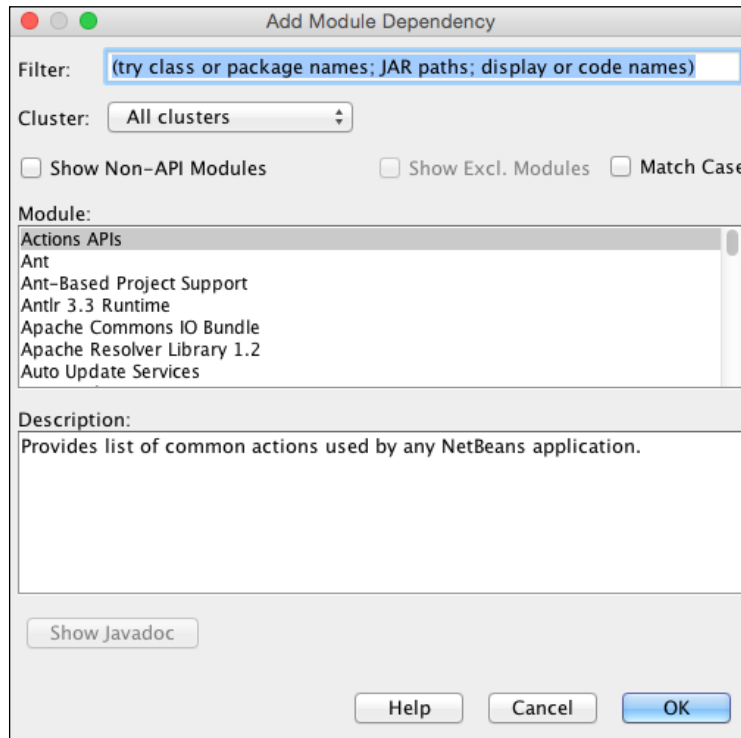 Add Module Dependency
Filter: (try class or package names; JAR paths; display or code names)
Cluster: All clusters
Show Non-API Modules Show Excl. Modules Match Case
Module:
Actions APIs
Ant
Ant-Based Project Support
Antlr 3.3 Runtime
Apache Commons IO Bundle
Apache Resolver Library 1.2
Auto Update Services
Description:
Provides list of common actions used by any NetBeans application.
Show Javadoc
Help Cancel OK